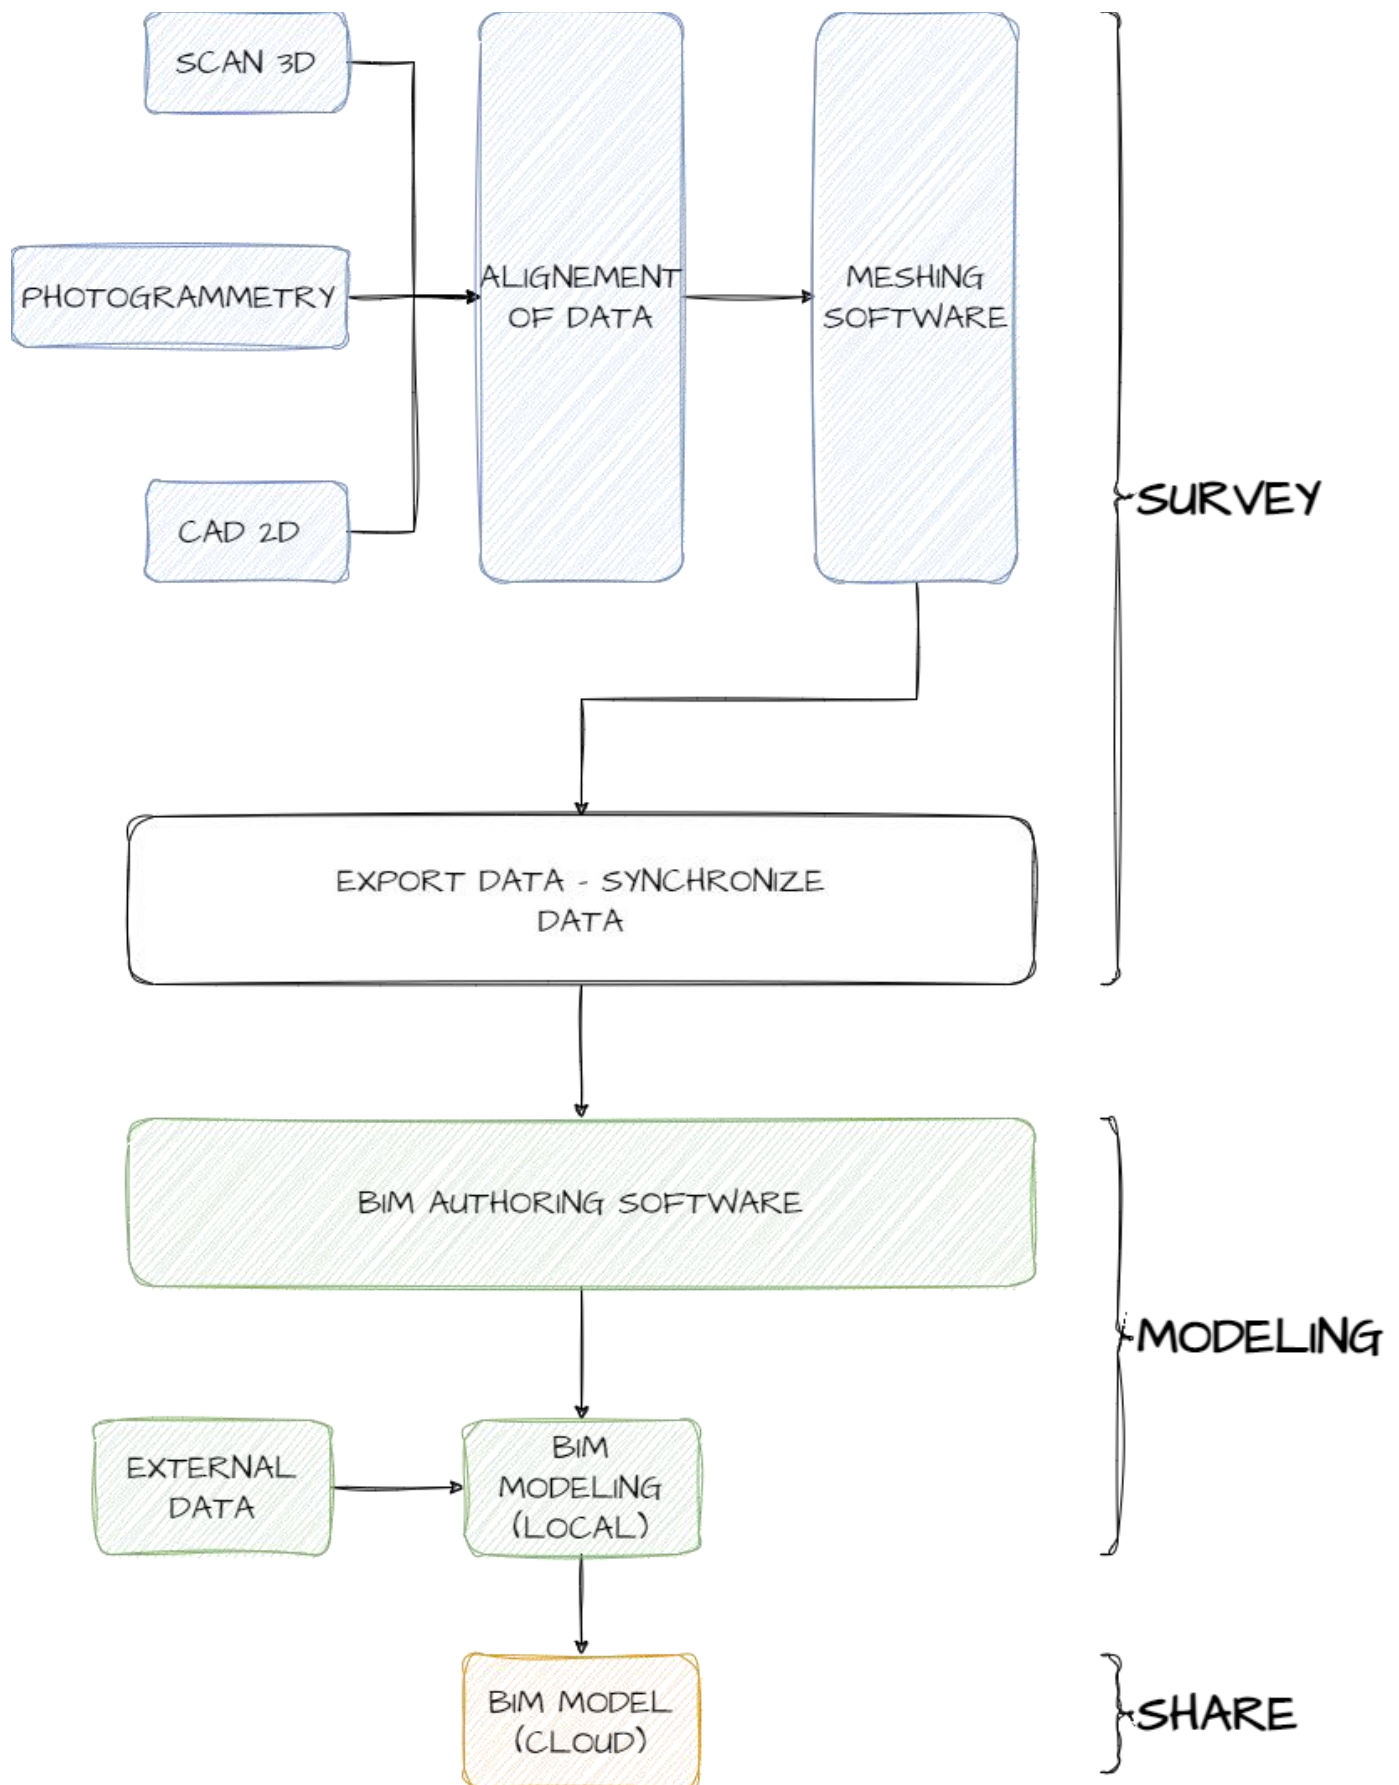 SCAN 3D
PHOTOGRAMMETRY
CAD 2D
ALIGNEMENT
OF DATA
MESHING
SOFTWARE
SURVEY
EXPORT DATA - SYNCHRONIZE
DATA
BIM AUTHORING SOFTWARE
MODELING
EXTERNAL
DATA
BIM
MODELING
(LOCAL)
BIM MODEL
(CLOUD)
SHARE